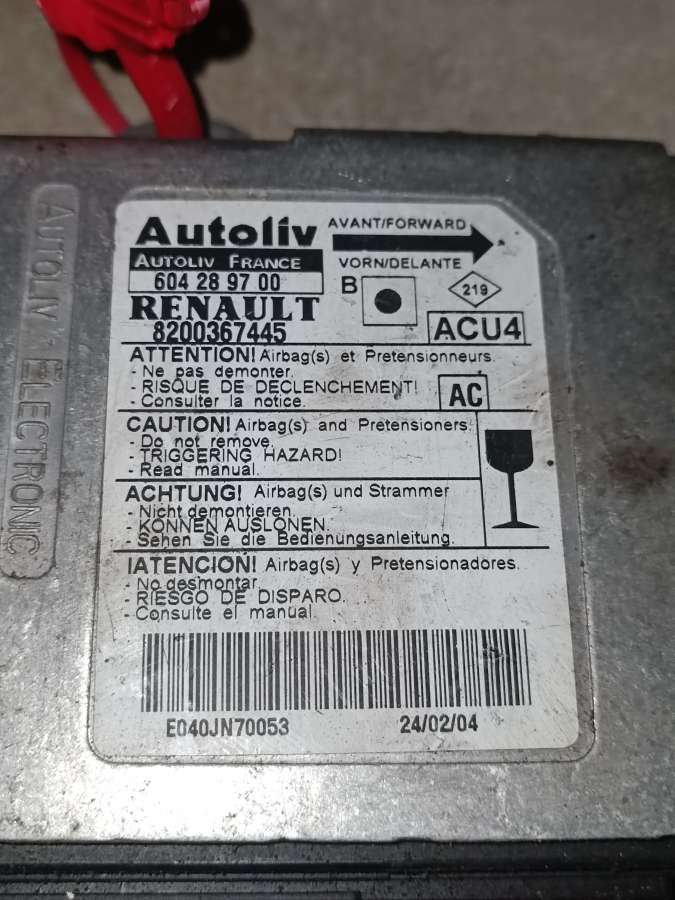 AUTOLIV ELECTRONIC
Autoliv
AVANT/FORWARD
AUTOLIV FRANCE
VORN/DELANTE
604 28 97 00
B
219
RENAULT
8200367445
ACU4
ATTENTION! Airbag(s) et Pretensionneurs.
- Ne pas demonter.
- RISQUE DE DECLENCHEMENT!
- Consulter la notice.
AC
CAUTION! Airbag(s) and Pretensioners.
- Do not remove.
- TRIGGERING HAZARD!
- Read manual.
ACHTUNG! Airbag(s) und Strammer
- Nicht demontieren.
- KONNEN AUSLONEN.
- Sehen Sie die Bedienungsanleitung.
IATENCION! Airbag(s) y Pretensionadores.
- No desmontar.
- RIESGO DE DISPARO.
- Consulte el manual.
E040JN70053
24/02/04